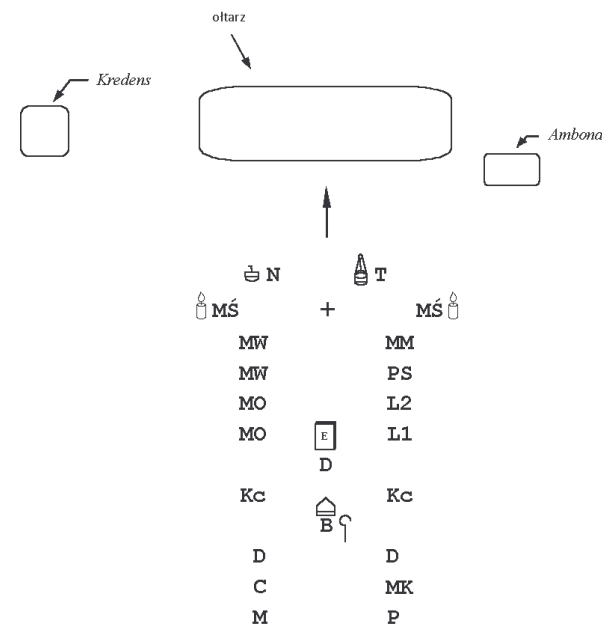 ołtarz
Kredens
Ambona
N T
MŚ + MŚ
MW MM
MW PS
MO L2
MO E L1
D
Kc Kc
B
D D
C MK
M P